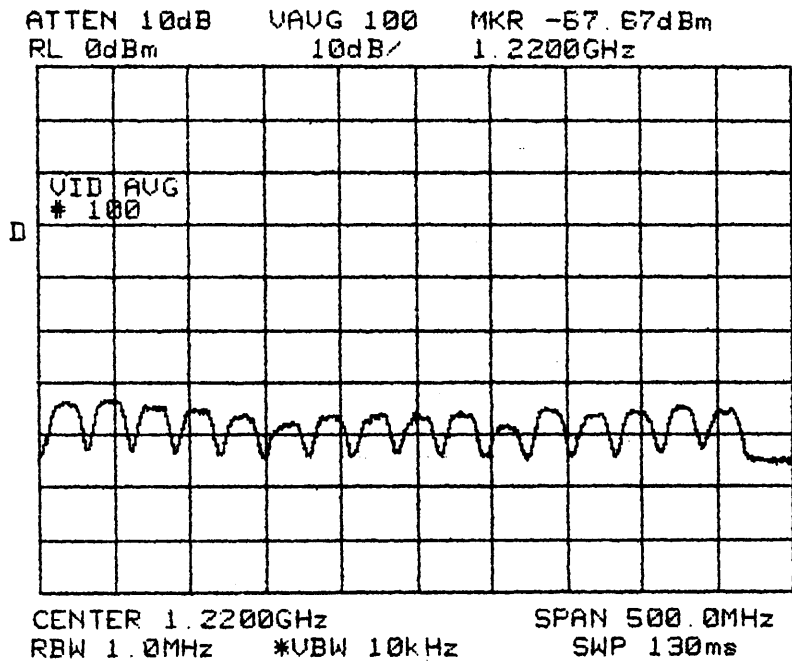 ATTEN 10dB VAVG 100 MKR -67.67dBm
RL 0dBm 10dB/ 1.2200GHz
VID AVG
# 100
D
CENTER 1.2200GHz SPAN 500.0MHz
RBW 1.0MHz *VBW 10kHz SWP 130ms